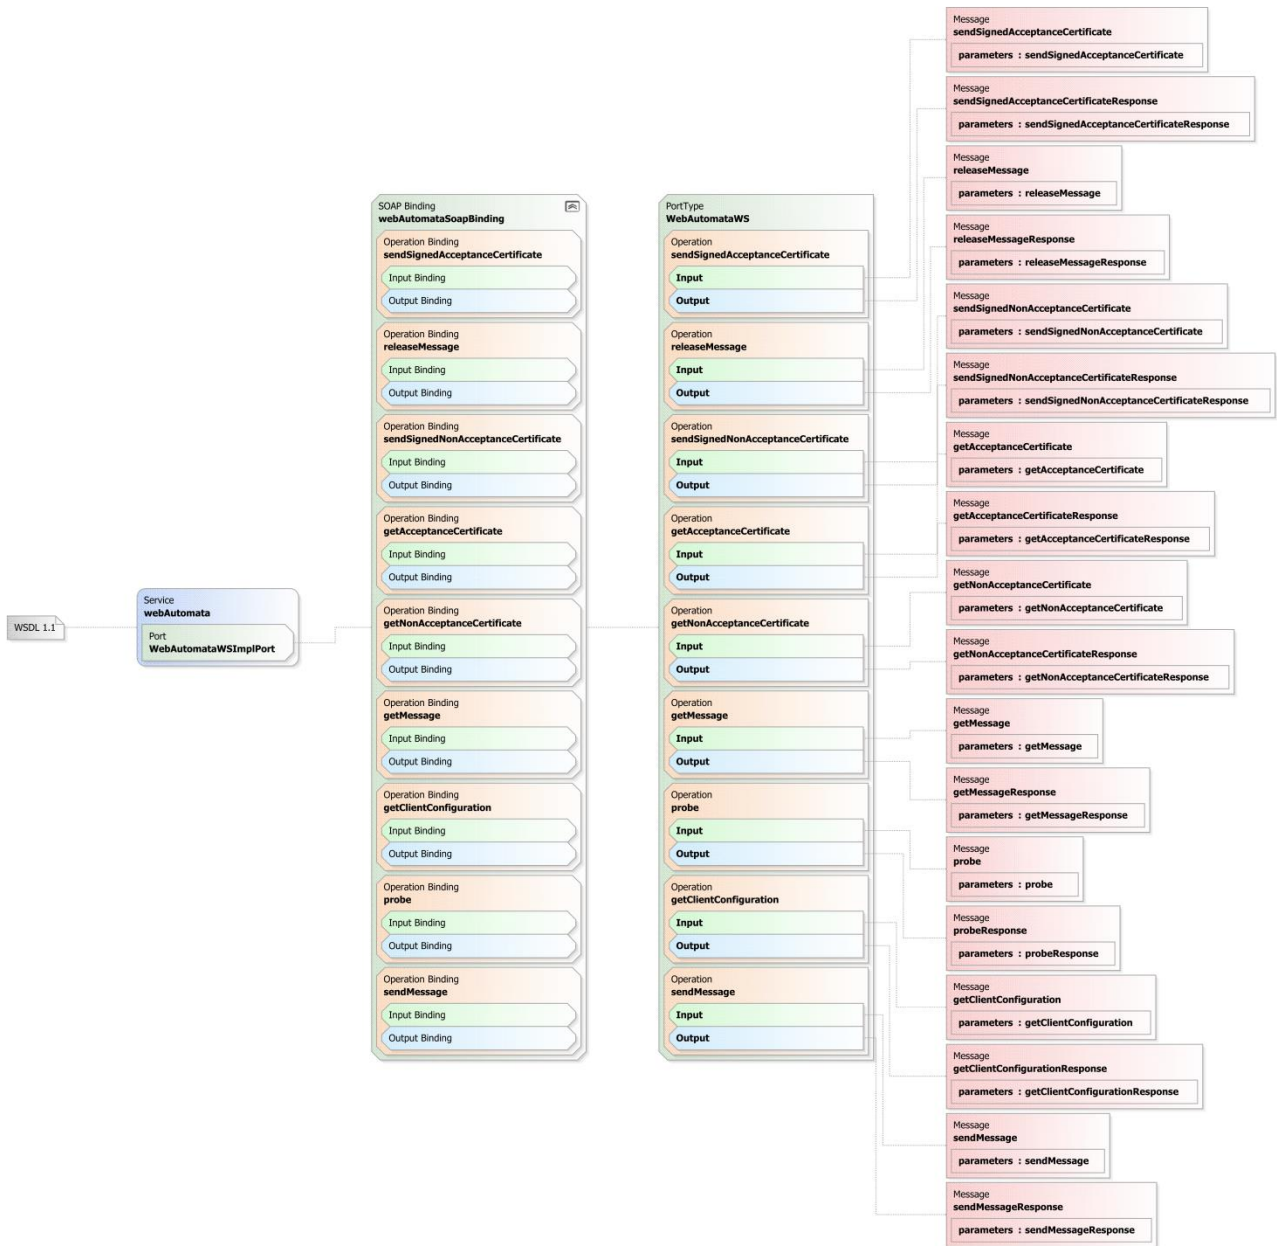 WSDL 1.1
Service
webAutomata
Port
WebAutomataWSImplPort
SOAP Binding
webAutomataSoapBinding
Operation Binding
sendSignedAcceptanceCertificate
Input Binding
Output Binding
Operation Binding
releaseMessage
Input Binding
Output Binding
Operation Binding
sendSignedNonAcceptanceCertificate
Input Binding
Output Binding
Operation Binding
getAcceptanceCertificate
Input Binding
Output Binding
Operation Binding
getNonAcceptanceCertificate
Input Binding
Output Binding
Operation Binding
getMessage
Input Binding
Output Binding
Operation Binding
getClientConfiguration
Input Binding
Output Binding
Operation Binding
probe
Input Binding
Output Binding
Operation Binding
sendMessage
Input Binding
Output Binding
PortType
WebAutomataWS
Operation
sendSignedAcceptanceCertificate
Input
Output
Operation
releaseMessage
Input
Output
Operation
sendSignedNonAcceptanceCertificate
Input
Output
Operation
getAcceptanceCertificate
Input
Output
Operation
getNonAcceptanceCertificate
Input
Output
Operation
getMessage
Input
Output
Operation
probe
Input
Output
Operation
getClientConfiguration
Input
Output
Operation
sendMessage
Input
Output
Message
sendSignedAcceptanceCertificate
parameters : sendSignedAcceptanceCertificate
Message
sendSignedAcceptanceCertificateResponse
parameters : sendSignedAcceptanceCertificateResponse
Message
releaseMessage
parameters : releaseMessage
Message
releaseMessageResponse
parameters : releaseMessageResponse
Message
sendSignedNonAcceptanceCertificate
parameters : sendSignedNonAcceptanceCertificate
Message
sendSignedNonAcceptanceCertificateResponse
parameters : sendSignedNonAcceptanceCertificateResponse
Message
getAcceptanceCertificate
parameters : getAcceptanceCertificate
Message
getAcceptanceCertificateResponse
parameters : getAcceptanceCertificateResponse
Message
getNonAcceptanceCertificate
parameters : getNonAcceptanceCertificate
Message
getNonAcceptanceCertificateResponse
parameters : getNonAcceptanceCertificateResponse
Message
getMessage
parameters : getMessage
Message
getMessageResponse
parameters : getMessageResponse
Message
probe
parameters : probe
Message
probeResponse
parameters : probeResponse
Message
getClientConfiguration
parameters : getClientConfiguration
Message
getClientConfigurationResponse
parameters : getClientConfigurationResponse
Message
sendMessage
parameters : sendMessage
Message
sendMessageResponse
parameters : sendMessageResponse